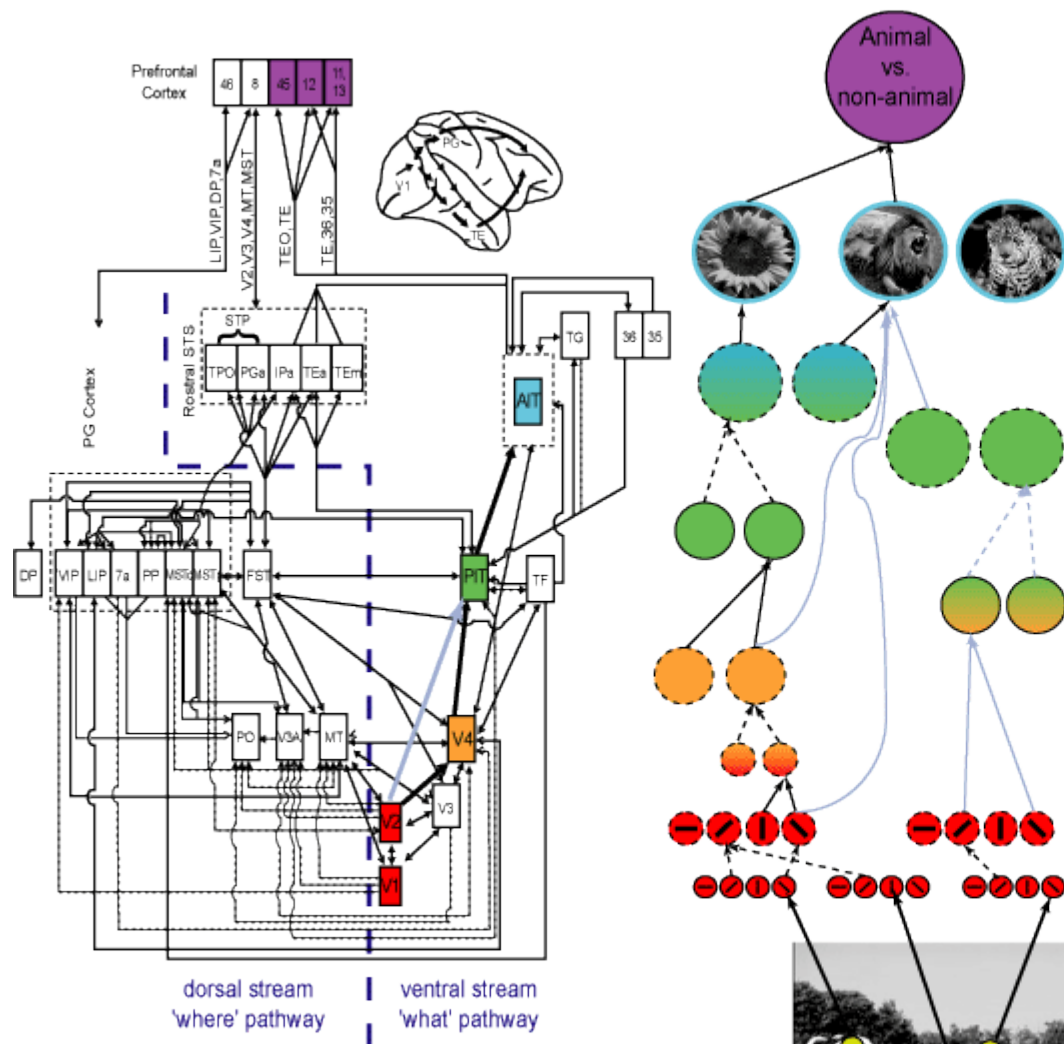 Animal
vs.
non-animal
Prefrontal
Cortex
46
8
45
12
11,
13
PG
V1
TE
LIP,VIP,DP,7a
V2,V3,V4,MT,MST
TEO,TE
TE,36,35
PG Cortex
Rostral STS
STP
TPO
PGa
IPa
TEa
TEm
TG
36
35
AIT
DP
VIP
LIP
7a
PP
MSTc
MSTl
FST
PIT
TF
PO
V3A
MT
V4
V3
V2
V1
dorsal stream
'where' pathway
ventral stream
'what' pathway